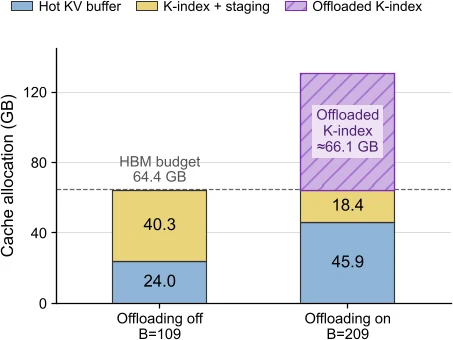 Hot KV buffer K-index + staging Offloaded K-index
Cache allocation (GB)
120
80
40
0
HBM budget
64.4 GB
40.3
24.0
Offloaded
K-index
≈66.1 GB
18.4
45.9
Offloading off
B=109
Offloading on
B=209